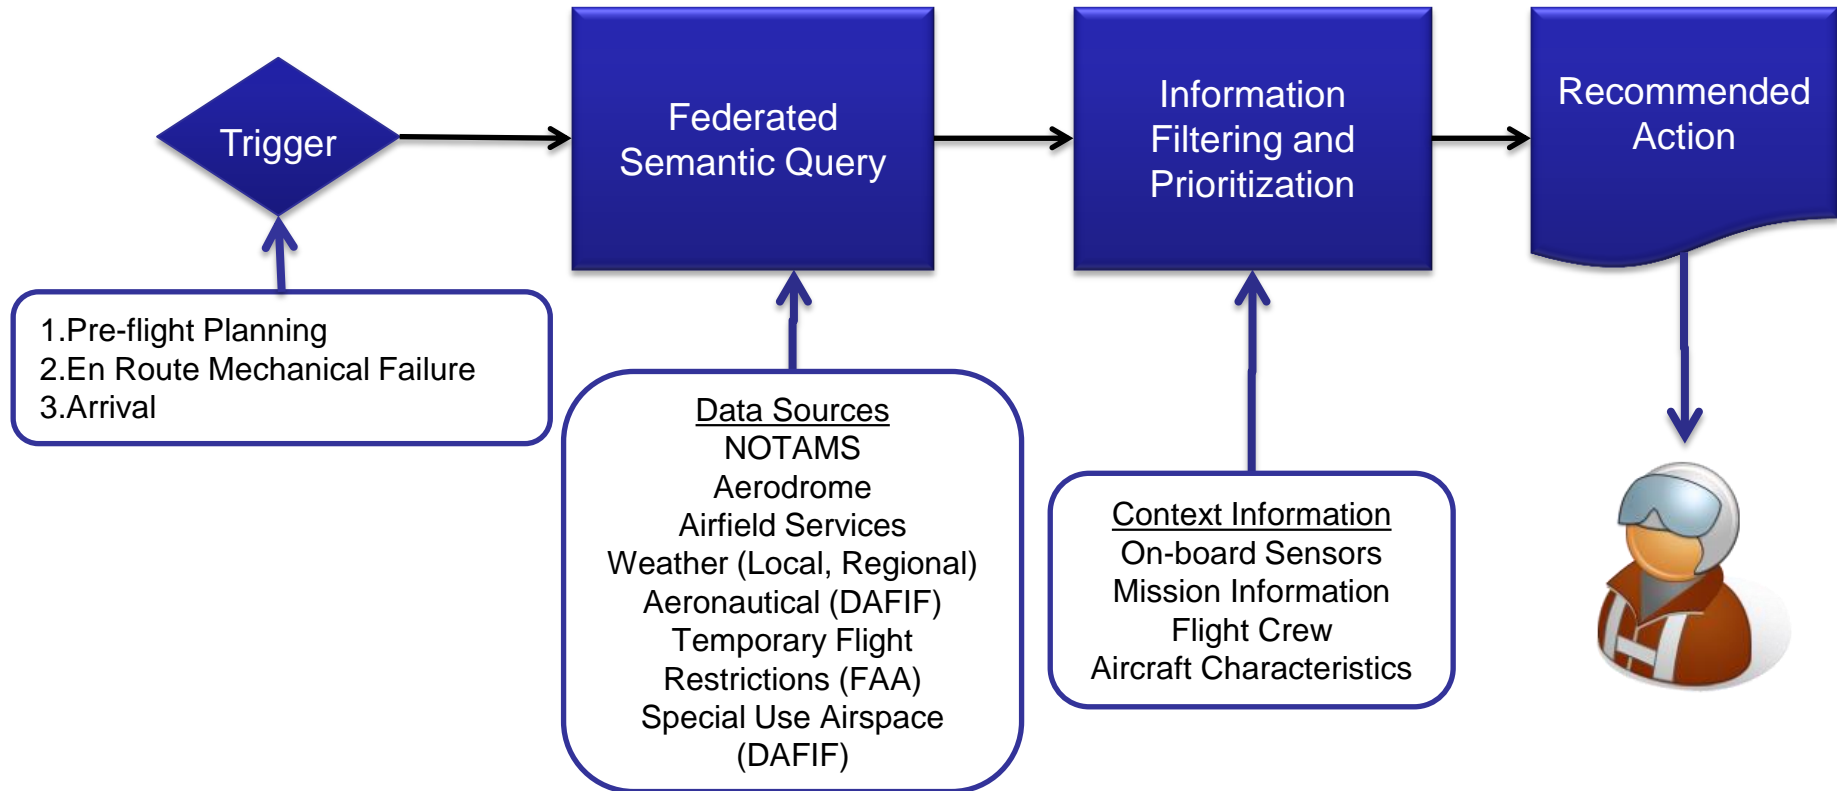 Trigger
Federated
Semantic Query
Information
Filtering and
Prioritization
Recommended
Action
1.Pre-flight Planning
2.En Route Mechanical Failure
3.Arrival
Data Sources
NOTAMS
Aerodrome
Airfield Services
Weather (Local, Regional)
Aeronautical (DAFIF)
Temporary Flight
Restrictions (FAA)
Special Use Airspace
(DAFIF)
Context Information
On-board Sensors
Mission Information
Flight Crew
Aircraft Characteristics